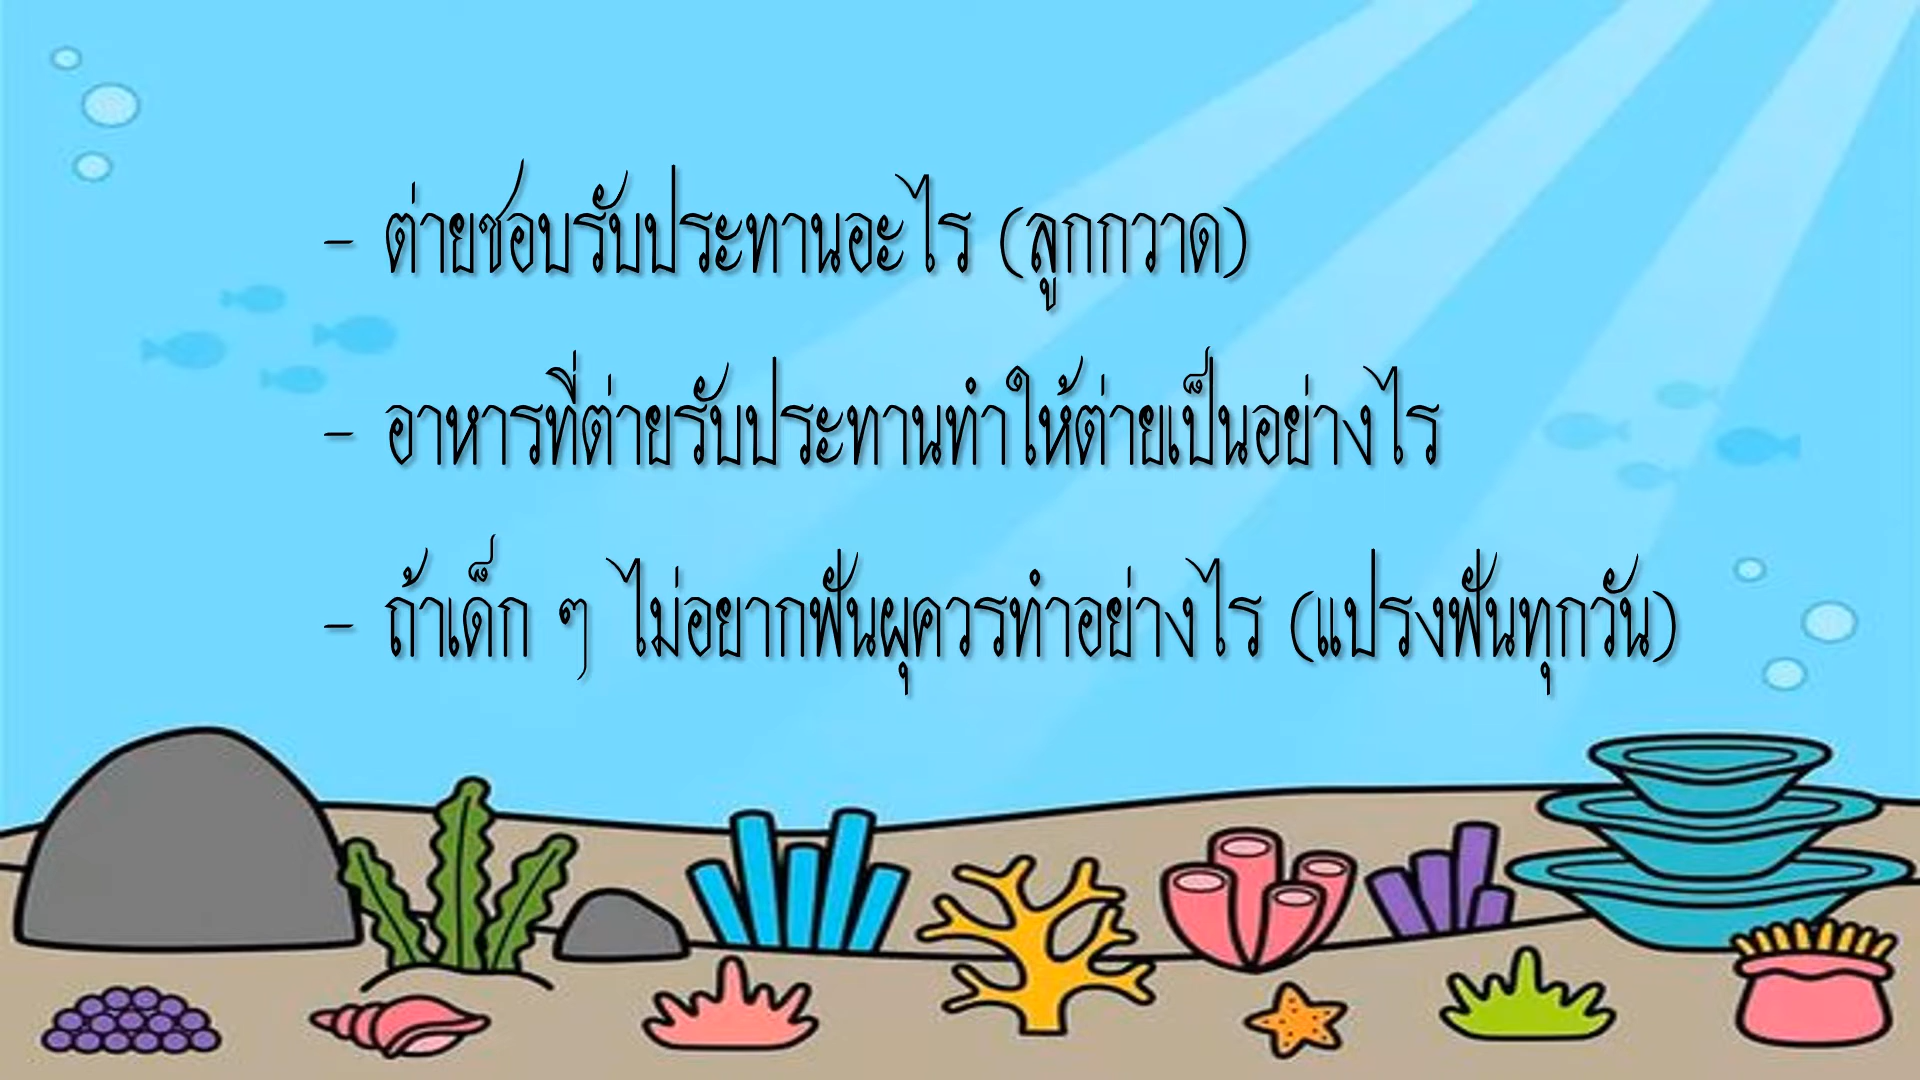 - ต่ายชอบรับประทานอะไร (ลูกกวาด)
- อาหารที่ต่ายรับประทานทำให้ต่ายเป็นอย่างไร
- ถ้าเด็ก ๆ ไม่อยากฟันผุควรทำอย่างไร (แปรงฟันทุกวัน)